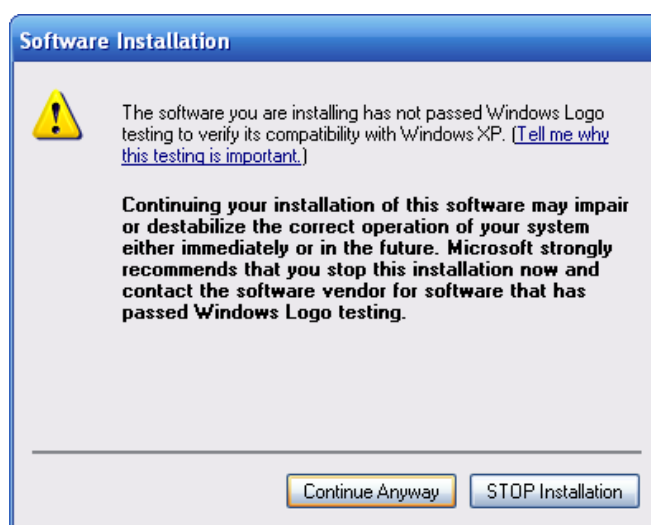 Software Installation
The software you are installing has not passed Windows Logo
testing to verify its compatibility with Windows XP. (Tell me why
this testing is important.)
Continuing your installation of this software may impair
or destabilize the correct operation of your system
either immediately or in the future. Microsoft strongly
recommends that you stop this installation now and
contact the software vendor for software that has
passed Windows Logo testing.
Continue Anyway
STOP Installation